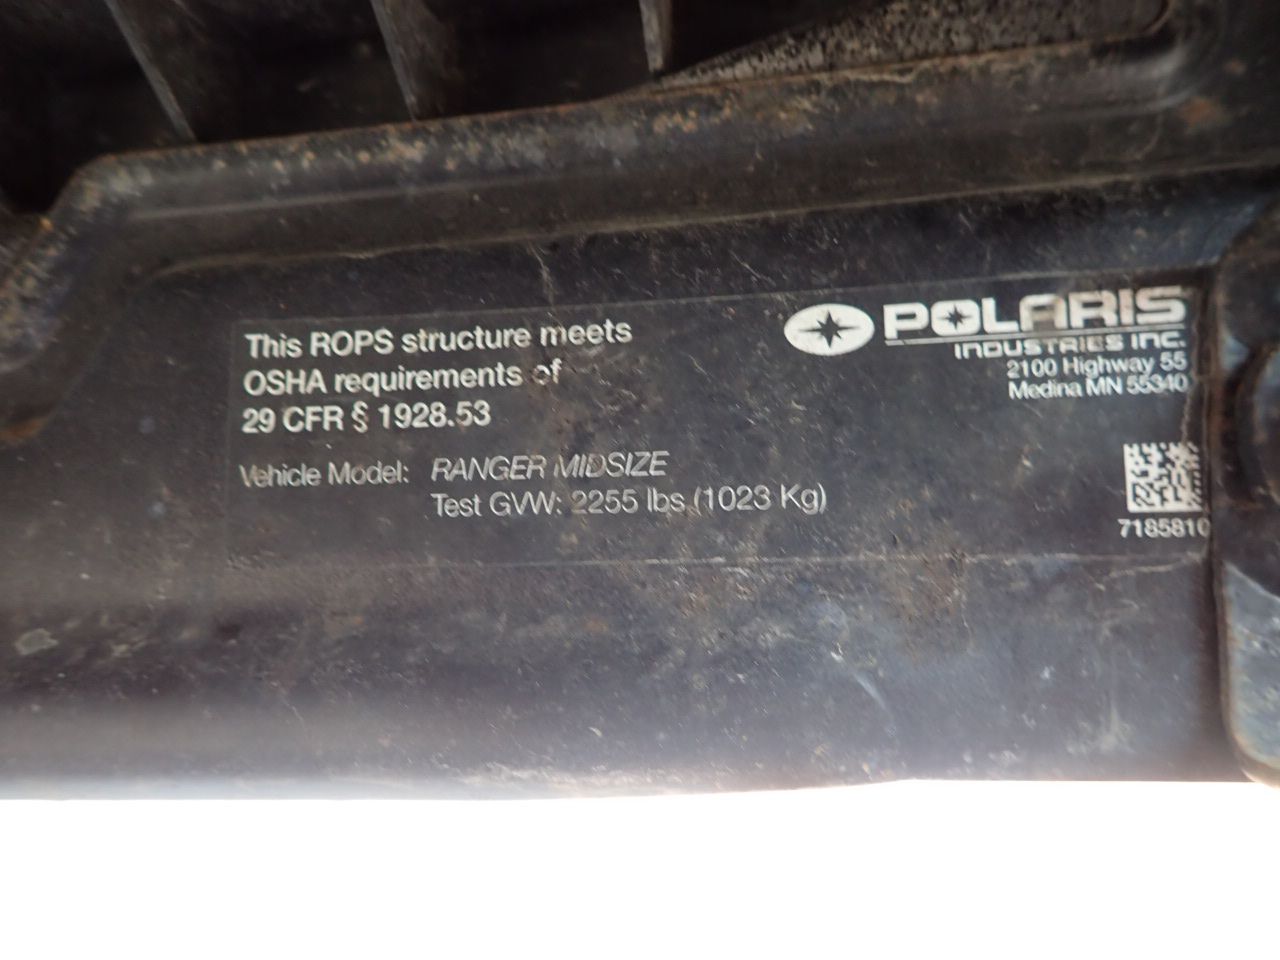 This ROPS structure meets
OSHA requirements of
29 CFR § 1928.53
Vehicle Model: RANGER MIDSIZE
Test GVW: 2255 lbs (1023 Kg)
POLARIS
INDUSTRIES INC.
2100 Highway 55
Medina MN 55340
7185810